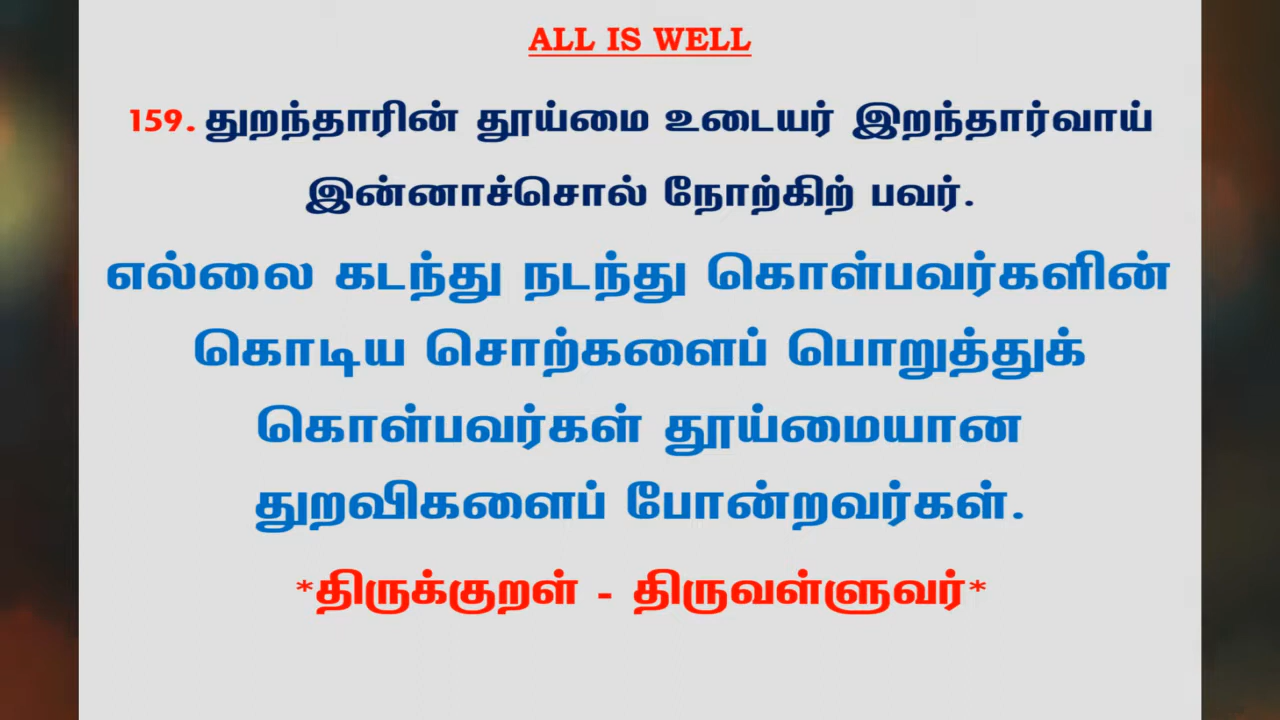 ALL IS WELL
159. துறந்தாரின் தூய்மை உடையர் இறந்தார்வாய்
இன்னாச்சொல் நோற்கிற் பவர்.
எல்லை கடந்து நடந்து கொள்பவர்களின்
கொடிய சொற்களைப் பொறுத்துக்
கொள்பவர்கள் தூய்மையான
துறவிகளைப் போன்றவர்கள்.
*திருக்குறள் - திருவள்ளுவர்*